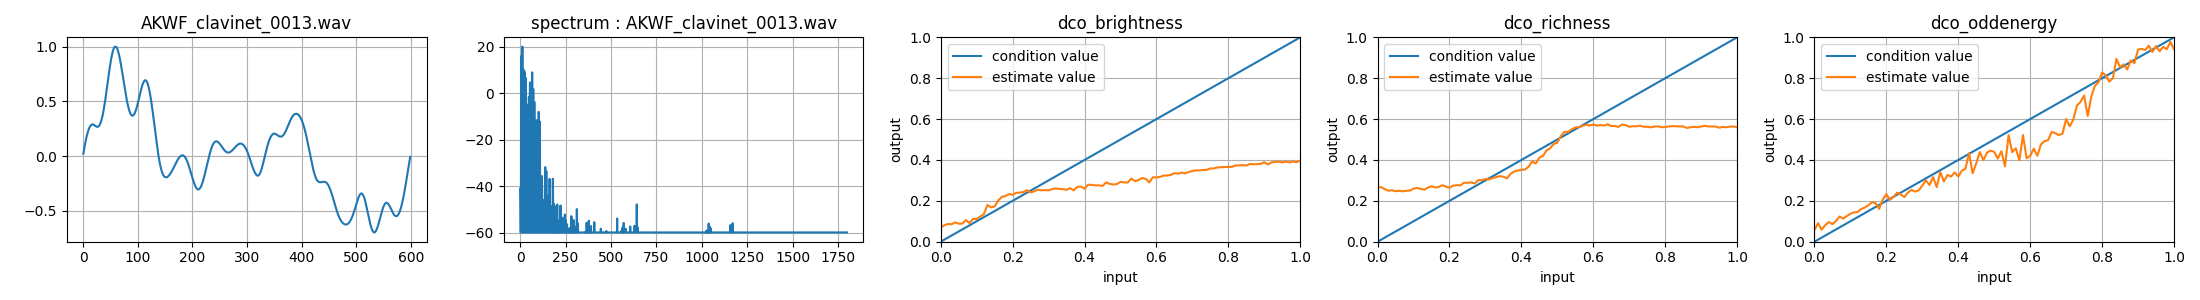 AKWF_clavinet_0013.wav
1.0
0.5
0.0
−0.5
0 100 200 300 400 500 600
spectrum : AKWF_clavinet_0013.wav
20
0
−20
−40
−60
0 250 500 750 1000 1250 1500 1750
dco_brightness
condition value
estimate value
output
1.0
0.8
0.6
0.4
0.2
0.0
0.0 0.2 0.4 0.6 0.8 1.0
input
dco_richness
condition value
estimate value
output
1.0
0.8
0.6
0.4
0.2
0.0
0.0 0.2 0.4 0.6 0.8 1.0
input
dco_oddenergy
condition value
estimate value
output
1.0
0.8
0.6
0.4
0.2
0.0
0.0 0.2 0.4 0.6 0.8 1.0
input